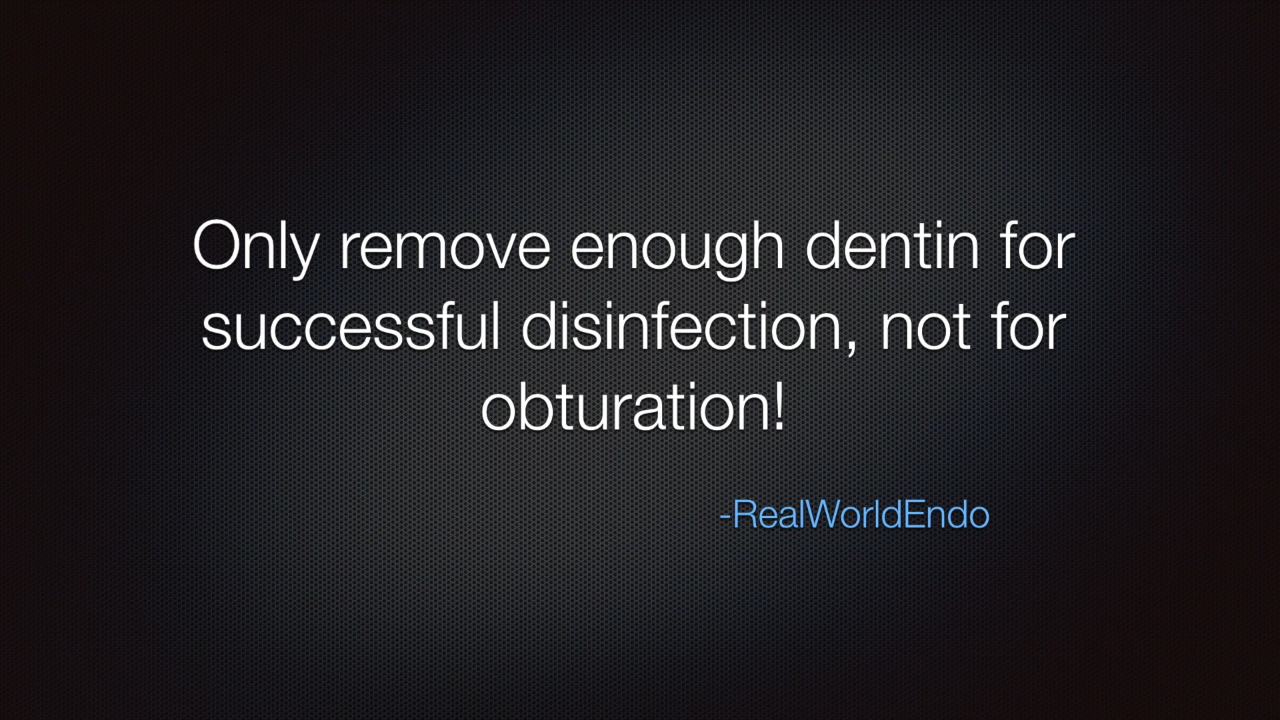 Only remove enough dentin for
successful disinfection, not for
obturation!
-RealWorldEndo